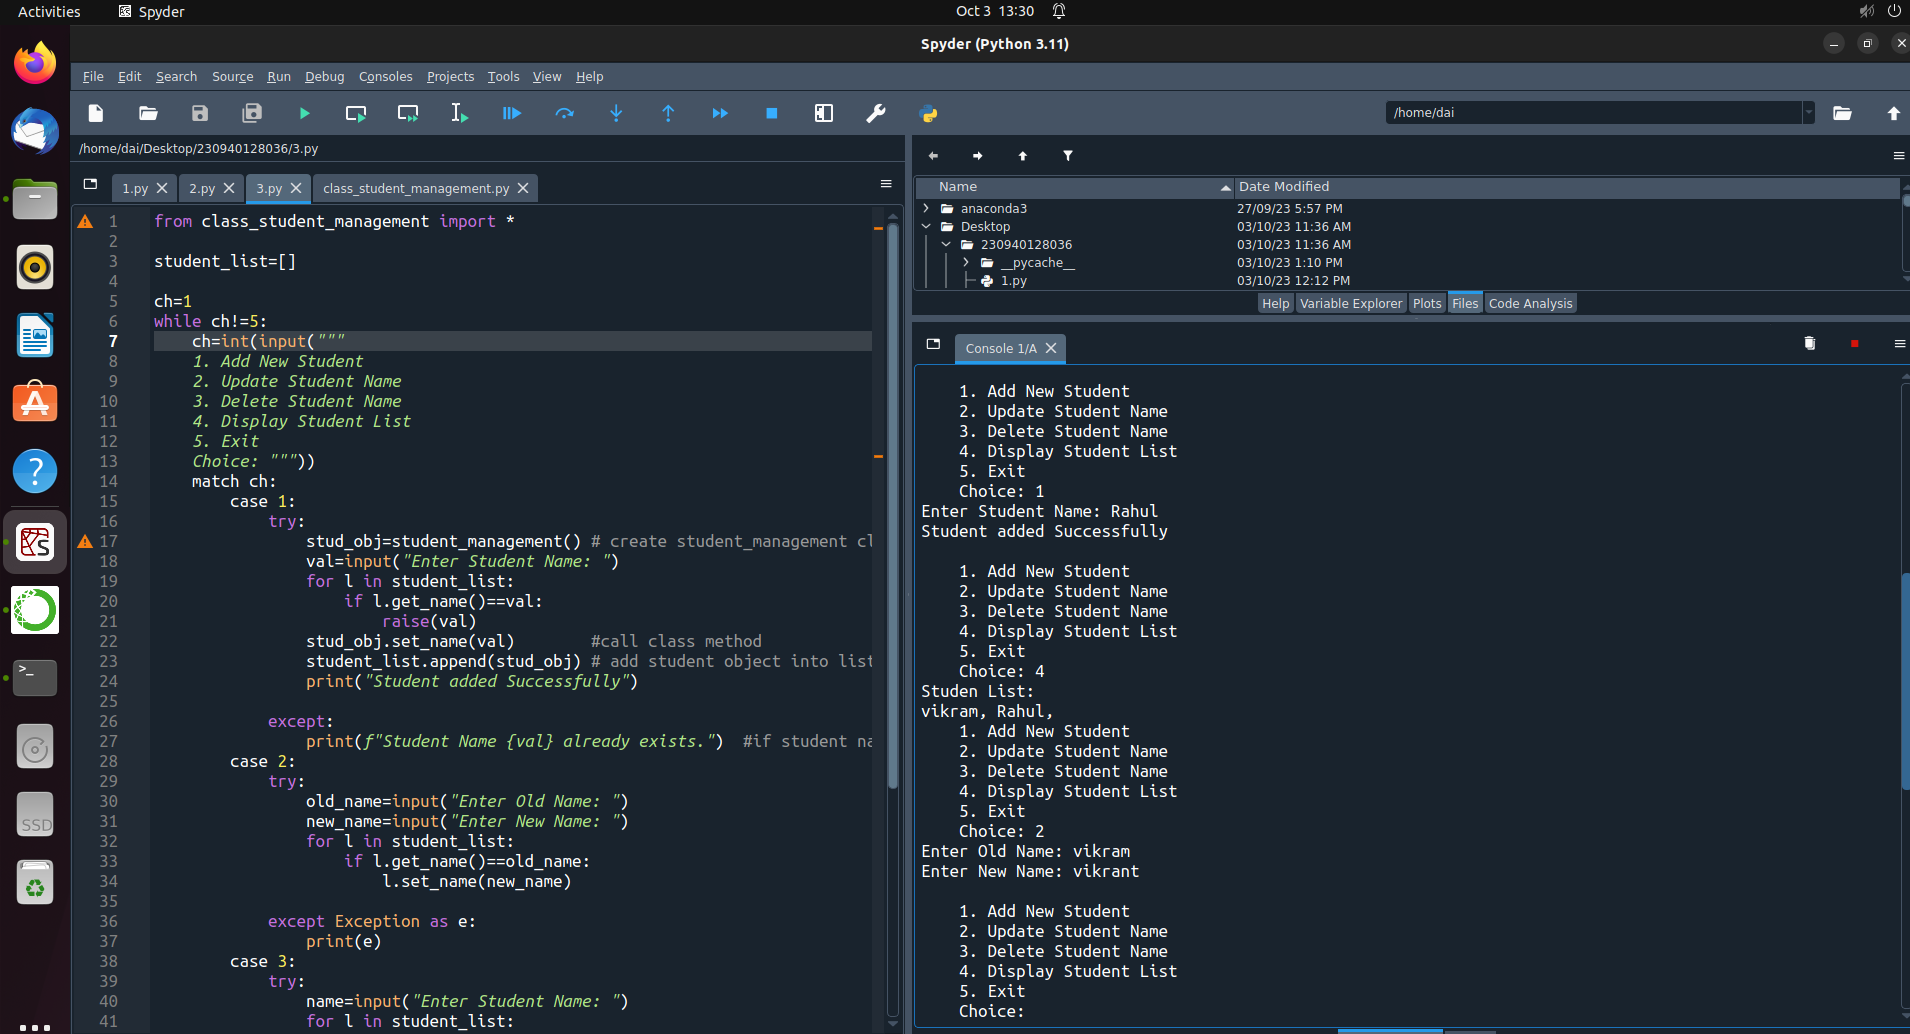 Activities Spyder Oct 3 13:30
Spyder (Python 3.11)
File Edit Search Source Run Debug Consoles Projects Tools View Help
/home/dai
/home/dai/Desktop/230940128036/3.py
1.py 2.py 3.py class_student_management.py
1 from class_student_management import *
2
3 student_list=[]
4
5 ch=1
6 while ch!=5:
7     ch=int(input("""
8     1. Add New Student
9     2. Update Student Name
10     3. Delete Student Name
11     4. Display Student List
12     5. Exit
13     Choice: """))
14     match ch:
15         case 1:
16             try:
17                 stud_obj=student_management() # create student_management cl
18                 val=input("Enter Student Name: ")
19                 for l in student_list:
20                     if l.get_name()==val:
21                         raise(val)
22                 stud_obj.set_name(val)        #call class method
23                 student_list.append(stud_obj) # add student object into list
24                 print("Student added Successfully")
25
26             except:
27                 print(f"Student Name {val} already exists.")  #if student na
28         case 2:
29             try:
30                 old_name=input("Enter Old Name: ")
31                 new_name=input("Enter New Name: ")
32                 for l in student_list:
33                     if l.get_name()==old_name:
34                         l.set_name(new_name)
35
36             except Exception as e:
37                 print(e)
38         case 3:
39             try:
40                 name=input("Enter Student Name: ")
41                 for l in student_list:
Name Date Modified
anaconda3 27/09/23 5:57 PM
Desktop 03/10/23 11:36 AM
230940128036 03/10/23 11:36 AM
__pycache__ 03/10/23 1:10 PM
1.py 03/10/23 12:12 PM
Help Variable Explorer Plots Files Code Analysis
Console 1/A
    1. Add New Student
    2. Update Student Name
    3. Delete Student Name
    4. Display Student List
    5. Exit
    Choice: 1
Enter Student Name: Rahul
Student added Successfully
    1. Add New Student
    2. Update Student Name
    3. Delete Student Name
    4. Display Student List
    5. Exit
    Choice: 4
Studen List:
vikram, Rahul,
    1. Add New Student
    2. Update Student Name
    3. Delete Student Name
    4. Display Student List
    5. Exit
    Choice: 2
Enter Old Name: vikram
Enter New Name: vikrant
    1. Add New Student
    2. Update Student Name
    3. Delete Student Name
    4. Display Student List
    5. Exit
    Choice:
SSD